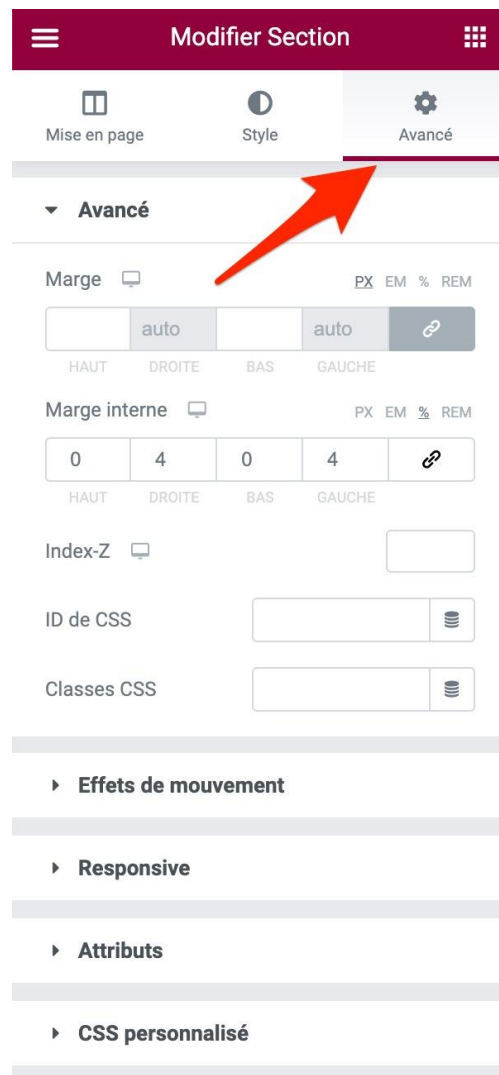 Modifier Section
Mise en page Style Avancé
Avancé
Marge PX EM % REM
auto auto
HAUT DROITE BAS GAUCHE
Marge interne PX EM % REM
0 4 0 4
HAUT DROITE BAS GAUCHE
Index-Z
ID de CSS
Classes CSS
Effets de mouvement
Responsive
Attributs
CSS personnalisé